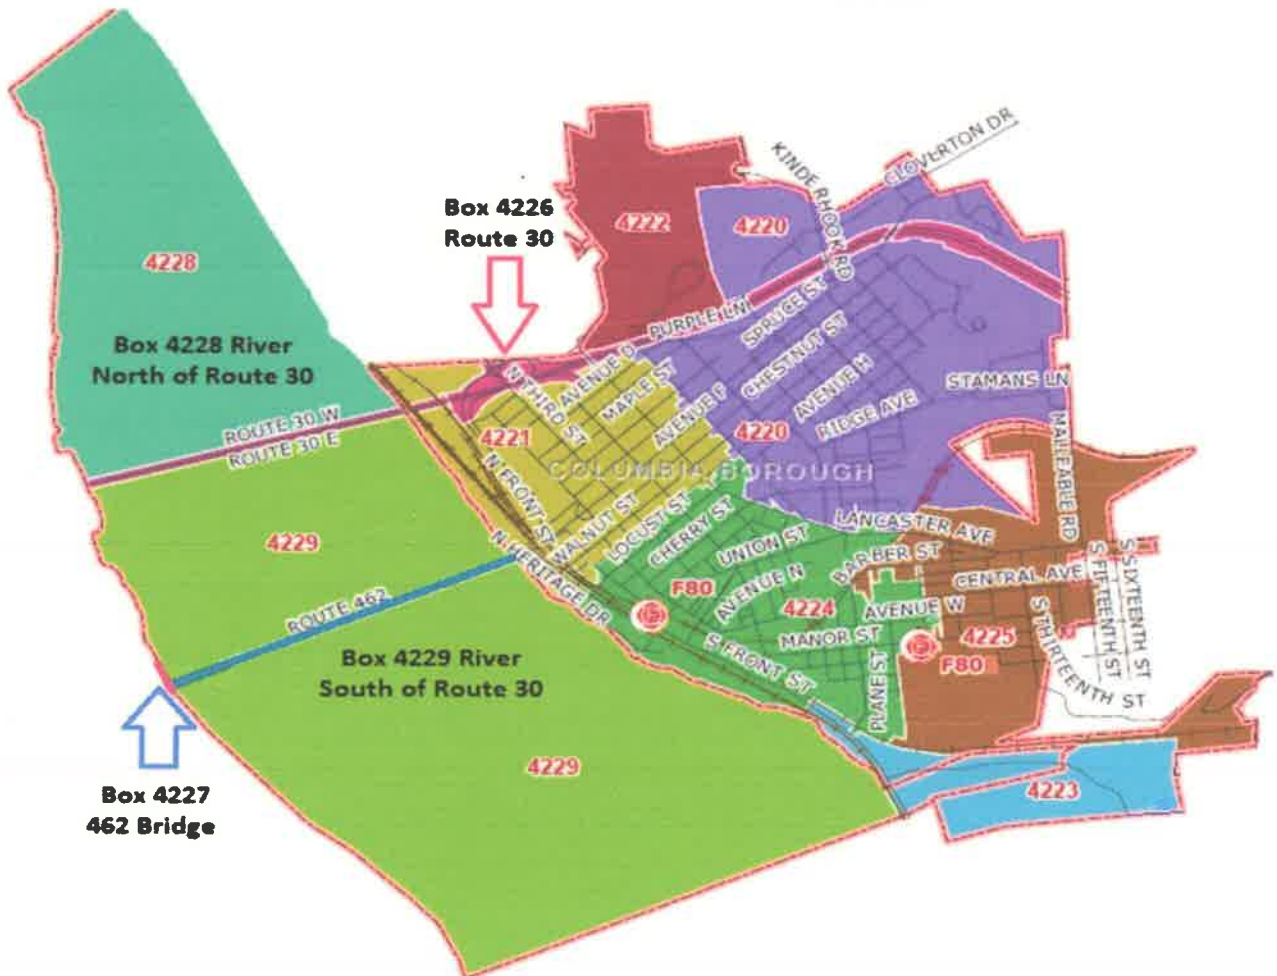 CLOVERTON DR
KINDERHOOK RD
Box 4226
Route 30
4222
4220
4228
PURPLE LN
SPRUCE ST
Box 4228 River
North of Route 30
N THIRD ST
AVENUE D
MAPLE ST
CHESTNUT ST
AVENUE H
STAMANS LN
AVENUE F
RIDGE AVE
ROUTE 30 W
ROUTE 30 E
4221
4220
MALLEABLE RD
COLUMBIA BOROUGH
N FRONT ST
WALNUT ST
LOCUST ST
CHERRY ST
LANCASTER AVE
UNION ST
4229
N HERITAGE DR
BARBER ST
S FIFTEENTH ST
S SIXTEENTH ST
CENTRAL AVE
F80
AVENUE N
ROUTE 462
4224
AVENUE W
MANOR ST
4225
S THIRTEENTH ST
Box 4229 River
South of Route 30
S FRONT ST
PLANE ST
F80
4229
4223
Box 4227
462 Bridge